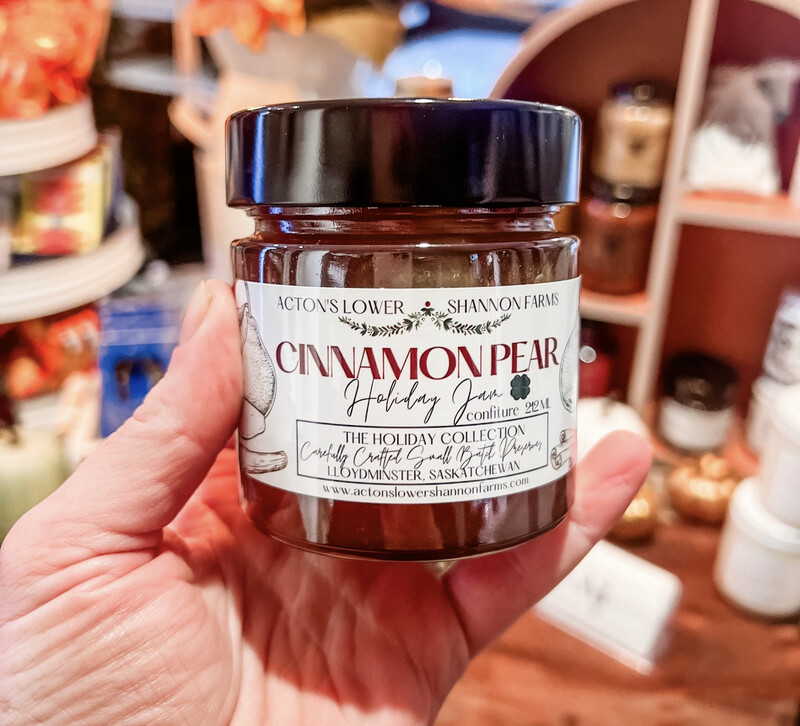 ACTON'S LOWER SHANNON FARMS
CINNAMON PEAR
Holiday Jam
confiture 212 ML
THE HOLIDAY COLLECTION
Carefully Crafted Small Batch Preserves
LLOYDMINSTER, SASKATCHEWAN
www.actonslowershannonfarms.com